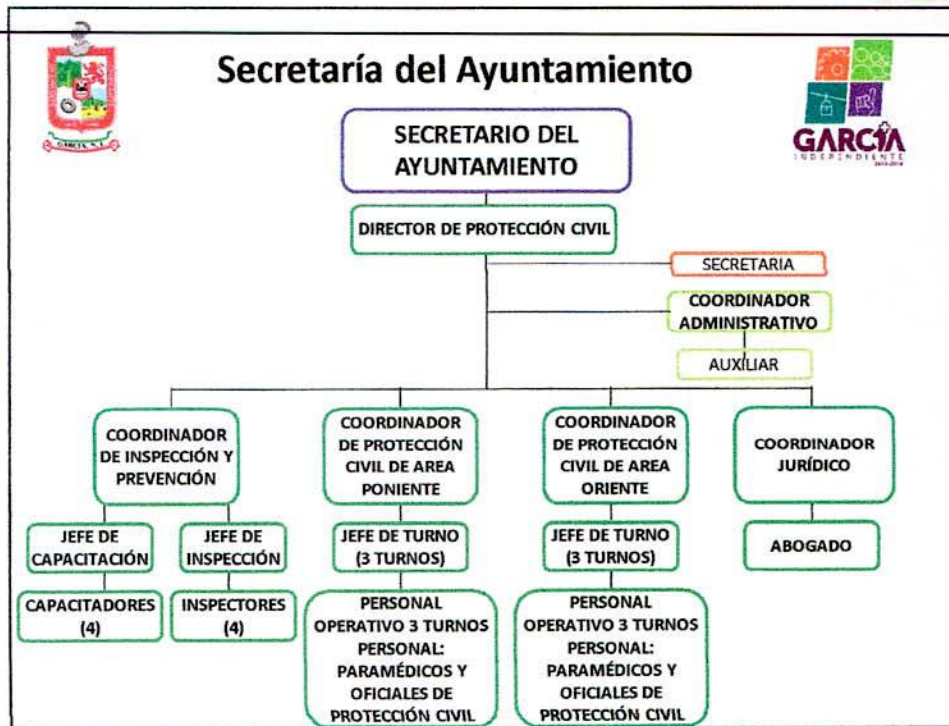 Secretaría del Ayuntamiento
GARCÍA, N. L.
GARCÍA
INDEPENDIENTE
SECRETARIO DEL
AYUNTAMIENTO
DIRECTOR DE PROTECCIÓN CIVIL
SECRETARIA
COORDINADOR
ADMINISTRATIVO
AUXILIAR
COORDINADOR
DE INSPECCIÓN Y
PREVENCIÓN
JEFE DE
CAPACITACIÓN
CAPACITADORES
(4)
JEFE DE
INSPECCIÓN
INSPECTORES
(4)
COORDINADOR
DE PROTECCIÓN
CIVIL DE AREA
PONIENTE
JEFE DE TURNO
(3 TURNOS)
PERSONAL
OPERATIVO 3 TURNOS
PERSONAL:
PARAMÉDICOS Y
OFICIALES DE
PROTECCIÓN CIVIL
COORDINADOR
DE PROTECCIÓN
CIVIL DE AREA
ORIENTE
JEFE DE TURNO
(3 TURNOS)
PERSONAL
OPERATIVO 3 TURNOS
PERSONAL:
PARAMÉDICOS Y
OFICIALES DE
PROTECCIÓN CIVIL
COORDINADOR
JURÍDICO
ABOGADO